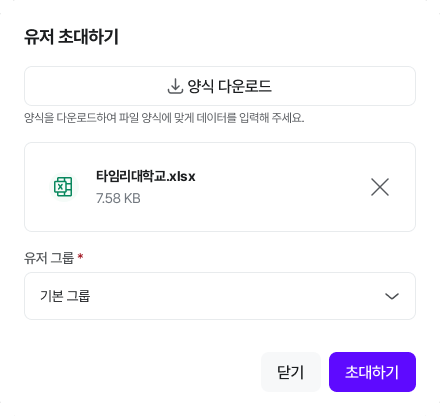 유저 초대하기
양식 다운로드
양식을 다운로드하여 파일 양식에 맞게 데이터를 입력해 주세요.
타임리대학교.xlsx
7.58 KB
유저 그룹 *
기본 그룹
닫기 초대하기